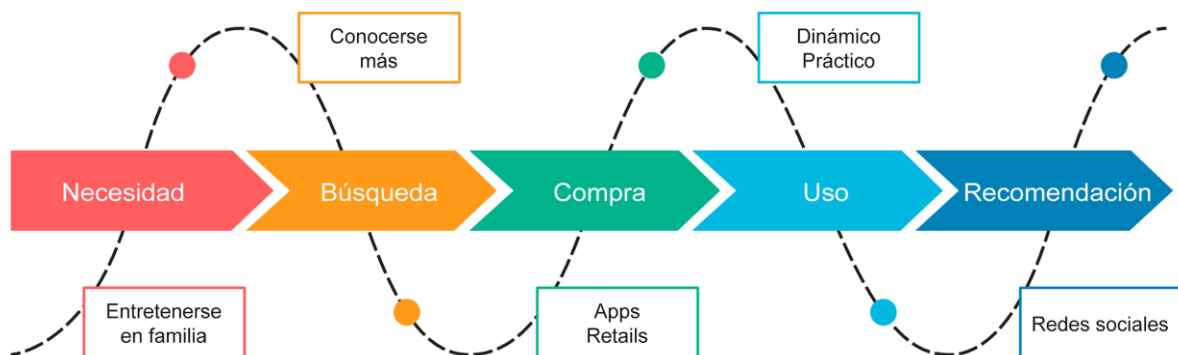 Conocerse
más
Dinámico
Práctico
Necesidad
Búsqueda
Compra
Uso
Recomendación
Entretenerse
en familia
Apps
Retails
Redes sociales